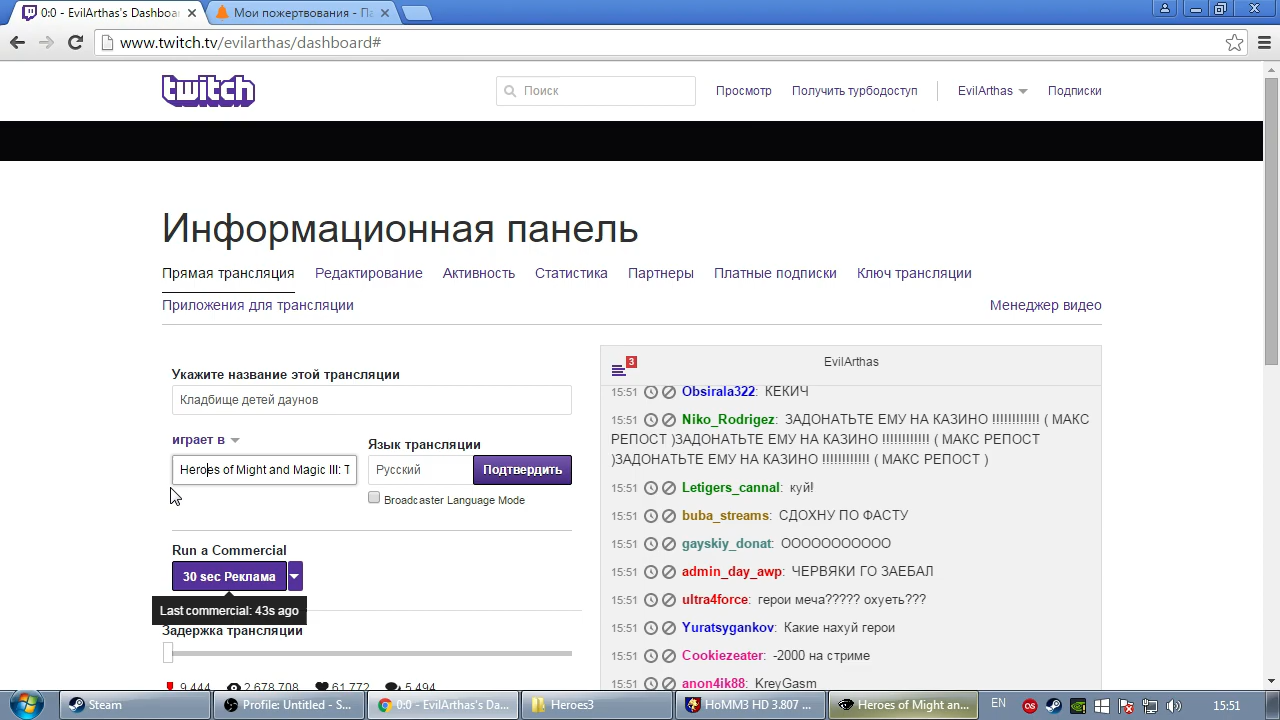 0:0 - EvilArthas's Dashboa
Мои пожертвования - Па
www.twitch.tv/evilarthas/dashboard#
twitch
Поиск
Просмотр
Получить турбодоступ
EvilArthas
Подписки
Информационная панель
Прямая трансляция
Редактирование
Активность
Статистика
Партнеры
Платные подписки
Ключ трансляции
Приложения для трансляции
Менеджер видео
Укажите название этой трансляции
Кладбище детей даунов
играет в
Язык трансляции
Heroes of Might and Magic III: T
Русский
Подтвердить
Broadcaster Language Mode
Run a Commercial
30 sec Реклама
Last commercial: 43s ago
Задержка трансляции
9 444
2 678 708
61 772
5 494
3
EvilArthas
15:51 Obsirala322: КЕКИЧ
15:51 Niko_Rodrigez: ЗАДОНАТЬТЕ ЕМУ НА КАЗИНО !!!!!!!!!!!! ( МАКС
РЕПОСТ )ЗАДОНАТЬТЕ ЕМУ НА КАЗИНО !!!!!!!!!!!! ( МАКС РЕПОСТ
)ЗАДОНАТЬТЕ ЕМУ НА КАЗИНО !!!!!!!!!!!! ( МАКС РЕПОСТ )
15:51 Letigers_cannal: куй!
15:51 buba_streams: СДОХНУ ПО ФАСТУ
15:51 gayskiy_donat: ООООООООООО
15:51 admin_day_awp: ЧЕРВЯКИ ГО ЗАЕБАЛ
15:51 ultra4force: герои меча????? охуеть???
15:51 Yuratsygankov: Какие нахуй герои
15:51 Cookiezeater: -2000 на стриме
15:51 anon4ik88: KreyGasm
Steam
Profile: Untitled - S...
0:0 - EvilArthas's Da...
Heroes3
HoMM3 HD 3.807 ...
Heroes of Might an...
EN
15:51